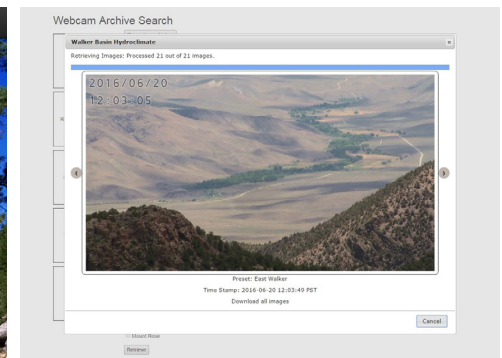 Webcam Archive Search
Walker Basin Hydroclimate
Retrieving Images: Processed 21 out of 21 images.
2016/06/20
12:03:05
Preset: East Walker
Time Stamp: 2016-06-20 12:03:49 PST
Download all images
Cancel
Mount Rose
Retrieve